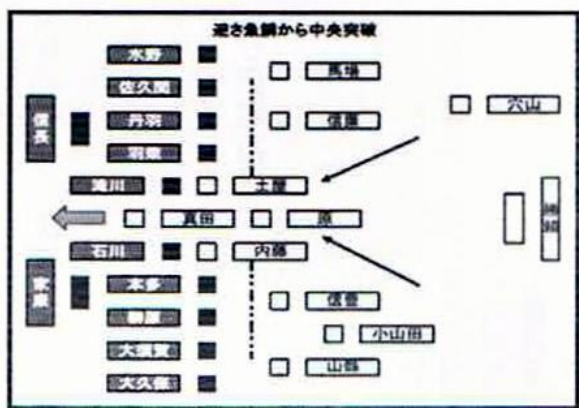 逆さ魚鱗から中央突破
水野
佐久間
丹羽
羽柴
信長
馬場
信廉
穴山
滝川
土屋
勝頼
真田
原
石川
内藤
家康
本多
榊原
大須賀
大久保
信豊
小山田
山縣